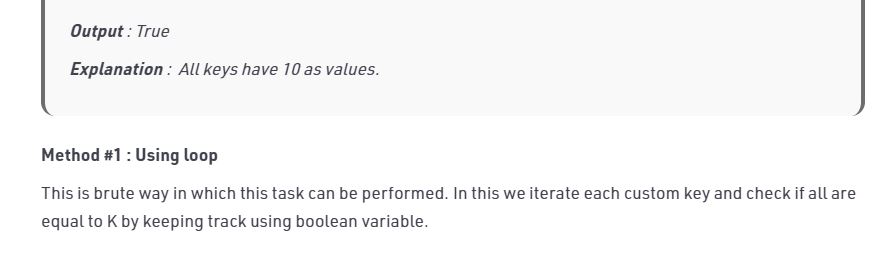 Output : True
Explanation : All keys have 10 as values.
Method #1 : Using loop
This is brute way in which this task can be performed. In this we iterate each custom key and check if all are
equal to K by keeping track using boolean variable.